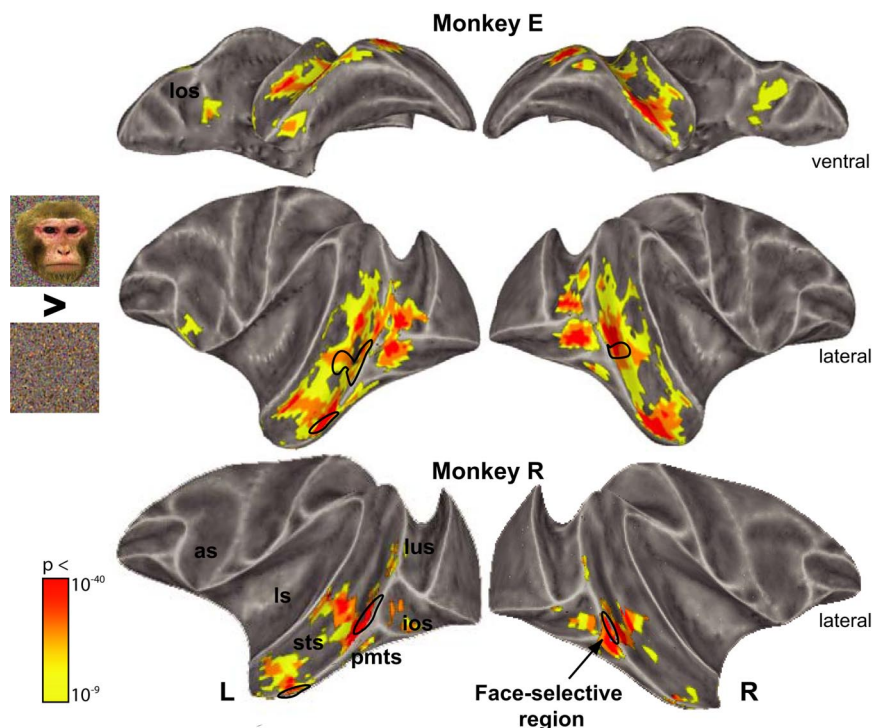 Monkey E
los
ventral
>
lateral
Monkey R
as
lus
p <
10-40
ls
ios
lateral
sts
pmts
10-9
L
Face-selective
region
R